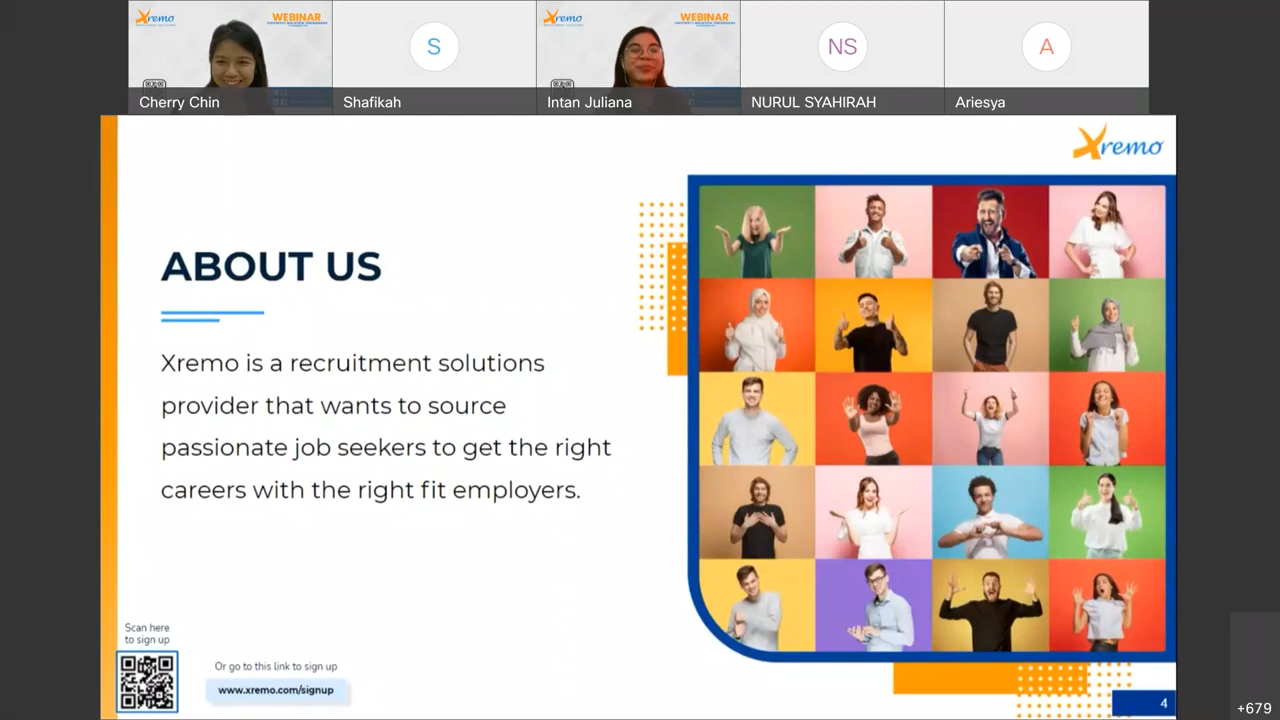 Xremo
WEBINAR
Xremo
WEBINAR
S
NS
A
Cherry Chin
Shafikah
Intan Juliana
NURUL SYAHIRAH
Ariesya
Xremo
ABOUT US
Xremo is a recruitment solutions
provider that wants to source
passionate job seekers to get the right
careers with the right fit employers.
Scan here
to sign up
Or go to this link to sign up
www.xremo.com/signup
4
+679